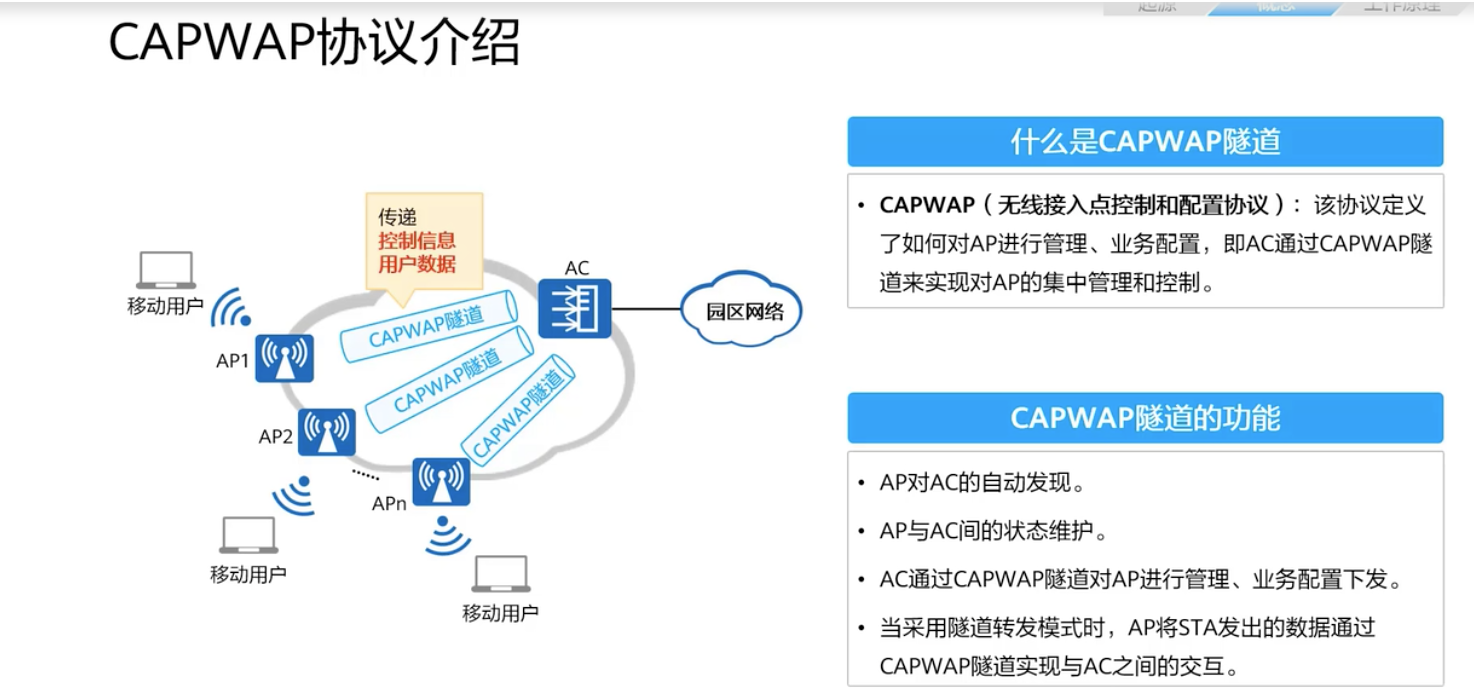 起源 概念 工作原理
CAPWAP协议介绍
传递
控制信息
用户数据
AC
园区网络
移动用户
AP1
CAPWAP隧道
CAPWAP隧道
CAPWAP隧道
AP2
APn
......
移动用户
移动用户
什么是CAPWAP隧道
• CAPWAP（无线接入点控制和配置协议）：该协议定义
了如何对AP进行管理、业务配置，即AC通过CAPWAP隧
道来实现对AP的集中管理和控制。
CAPWAP隧道的功能
• AP对AC的自动发现。
• AP与AC间的状态维护。
• AC通过CAPWAP隧道对AP进行管理、业务配置下发。
• 当采用隧道转发模式时，AP将STA发出的数据通过
CAPWAP隧道实现与AC之间的交互。